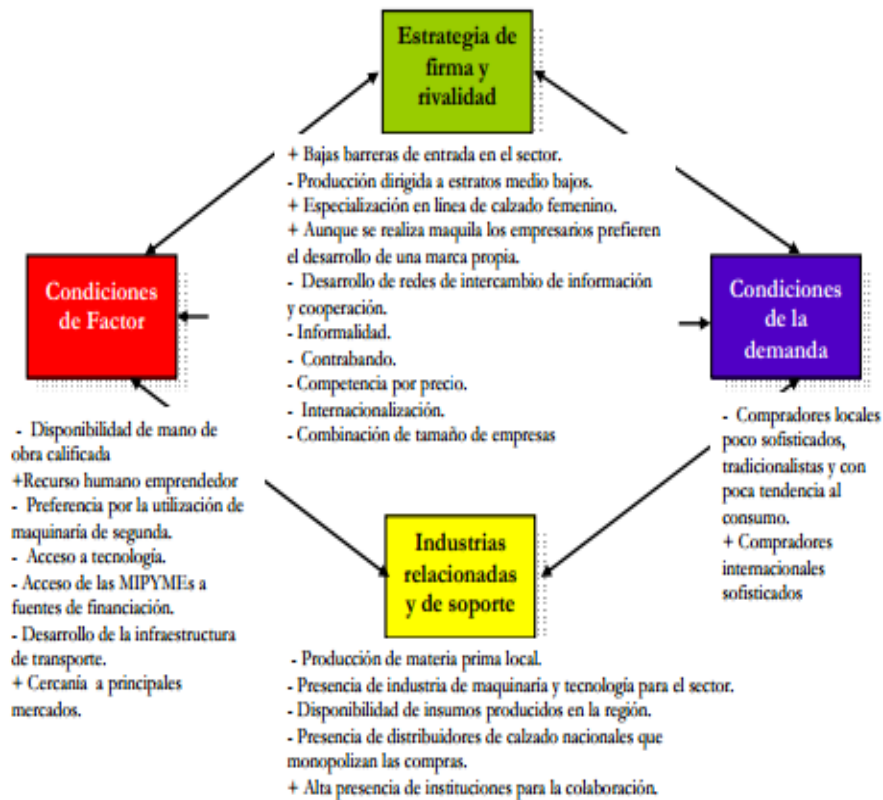 Estrategia de
firma y
rivalidad
+ Bajas barreras de entrada en el sector.
- Producción dirigida a estratos medio bajos.
+ Especialización en línea de calzado femenino.
+ Aunque se realiza maquila los empresarios prefieren
el desarrollo de una marca propia.
- Desarrollo de redes de intercambio de información
y cooperación.
- Informalidad.
- Contrabando.
- Competencia por precio.
- Internacionalización.
- Combinación de tamaño de empresas
Condiciones
de Factor
- Disponibilidad de mano de
obra calificada
+Recurso humano emprendedor
- Preferencia por la utilización de
maquinaría de segunda.
- Acceso a tecnología.
- Acceso de las MIPYMEs a
fuentes de financiación.
- Desarrollo de la infraestructura
de transporte.
+ Cercanía a principales
mercados.
Condiciones
de la
demanda
- Compradores locales
poco sofisticados,
tradicionalistas y con
poca tendencia al
consumo.
+ Compradores
internacionales
sofisticados
Industrias
relacionadas
y de soporte
- Producción de materia prima local.
- Presencia de industria de maquinaría y tecnología para el sector.
- Disponibilidad de insumos producidos en la región.
- Presencia de distribuidores de calzado nacionales que
monopolizan las compras.
+ Alta presencia de instituciones para la colaboración.